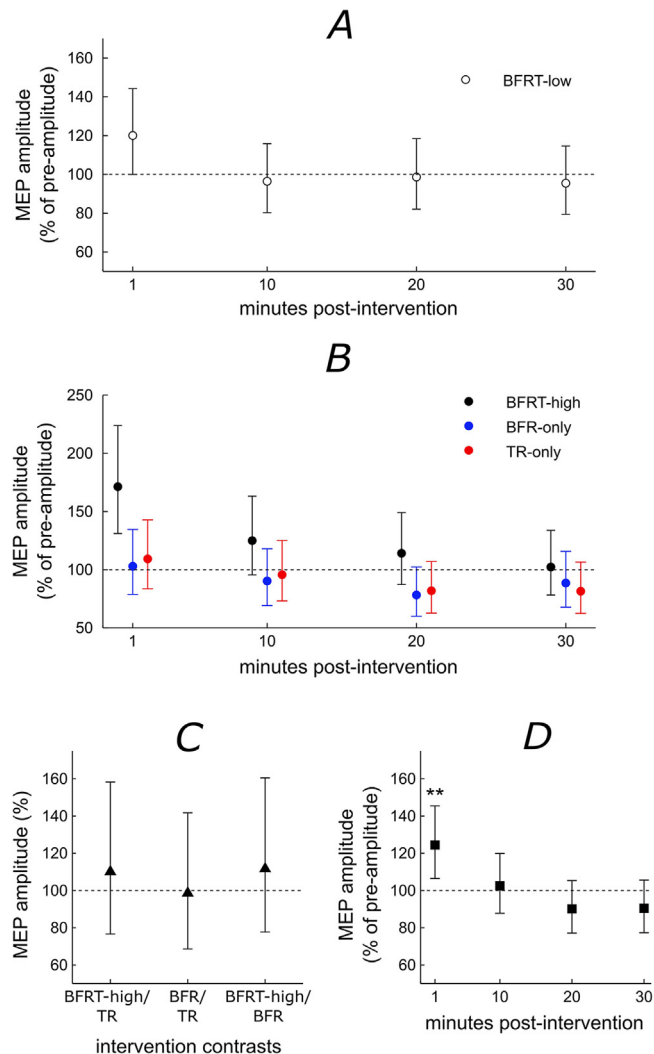 A
MEP amplitude
(% of pre-amplitude)
160
140
120
100
80
60
BFRT-low
1 10 20 30
minutes post-intervention
B
MEP amplitude
(% of pre-amplitude)
250
200
150
100
50
BFRT-high
BFR-only
TR-only
1 10 20 30
minutes post-intervention
C
MEP amplitude (%)
160
140
120
100
80
60
BFRT-high/ BFR/ BFRT-high/
TR TR BFR
intervention contrasts
D
MEP amplitude
(% of pre-amplitude)
160
140
120
100
80
60
**
1 10 20 30
minutes post-intervention